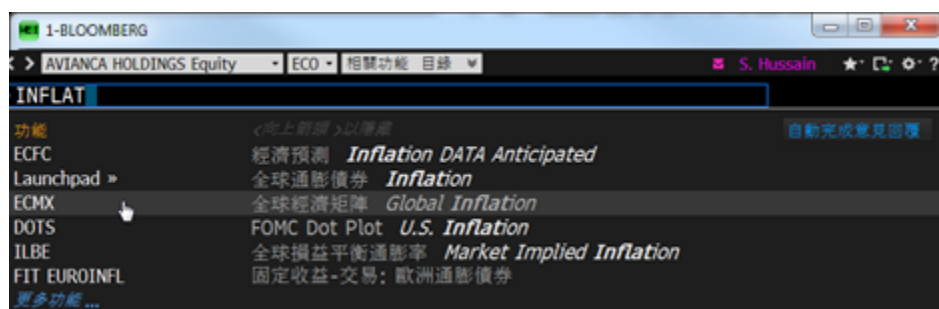 1-BLOOMBERG
AVIANCA HOLDINGS Equity ECO 相關功能 目錄 S. Hussain ?
INFLAT
功能 <向上箭頭>以隱藏 自動完成意見回覆
ECFC 經濟預測 Inflation DATA Anticipated
Launchpad » 全球通膨債券 Inflation
ECMX 全球經濟矩陣 Global Inflation
DOTS FOMC Dot Plot U.S. Inflation
ILBE 全球損益平衡通膨率 Market Implied Inflation
FIT EUROINFL 固定收益-交易: 歐洲通膨債券
更多功能 ...